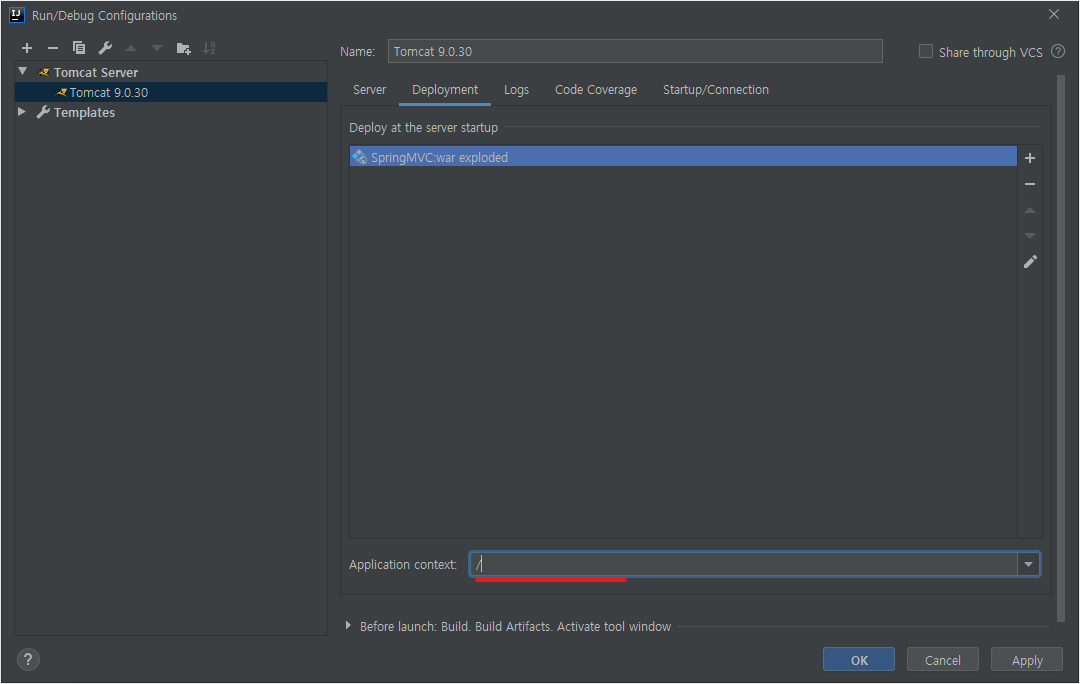 Run/Debug Configurations
Name: Tomcat 9.0.30 Share through VCS ?
Tomcat Server
Tomcat 9.0.30
Templates
Server Deployment Logs Code Coverage Startup/Connection
Deploy at the server startup
SpringMVC:war exploded
Application context: /
Before launch: Build. Build Artifacts. Activate tool window
? OK Cancel Apply